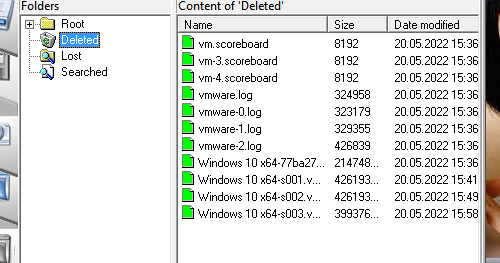 Folders
Content of 'Deleted'
Root
Deleted
Lost
Searched
Name Size Date modified
vm.scoreboard 8192 20.05.2022 15:36
vm-3.scoreboard 8192 20.05.2022 15:36
vm-4.scoreboard 8192 20.05.2022 15:36
vmware.log 324958 20.05.2022 15:36
vmware-0.log 323179 20.05.2022 15:36
vmware-1.log 329355 20.05.2022 15:36
vmware-2.log 426839 20.05.2022 15:36
Windows 10 x64-77ba27... 214748... 20.05.2022 15:36
Windows 10 x64-s001.v... 426193... 20.05.2022 15:41
Windows 10 x64-s002.v... 426193... 20.05.2022 15:49
Windows 10 x64-s003.v... 399376... 20.05.2022 15:58